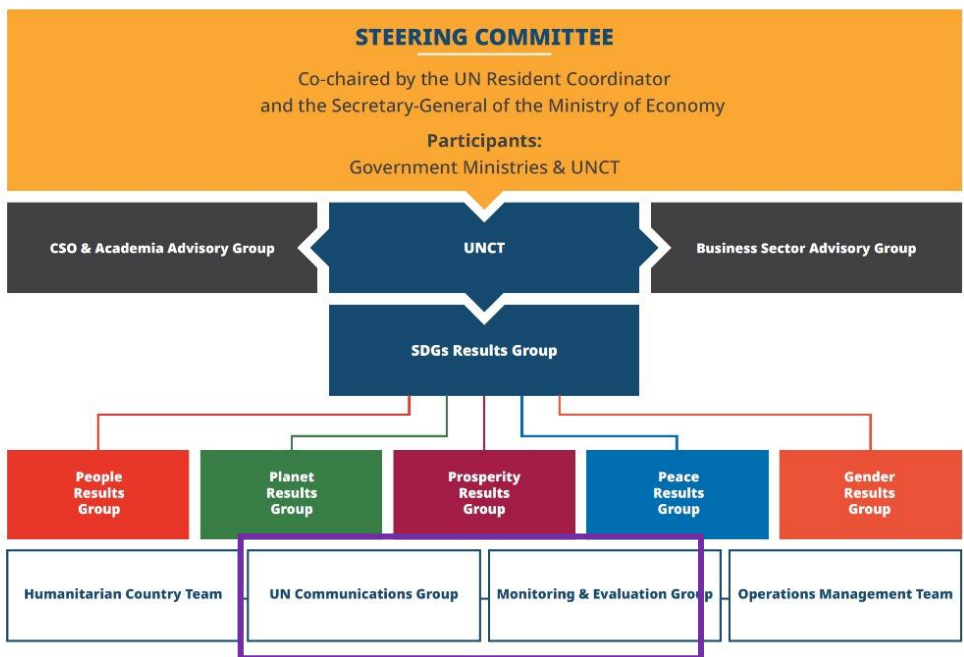 STEERING COMMITTEE
Co-chaired by the UN Resident Coordinator
and the Secretary-General of the Ministry of Economy
Participants:
Government Ministries & UNCT
CSO & Academia Advisory Group
UNCT
Business Sector Advisory Group
SDGs Results Group
People
Results
Group
Planet
Results
Group
Prosperity
Results
Group
Peace
Results
Group
Gender
Results
Group
Humanitarian Country Team
UN Communications Group
Monitoring & Evaluation Group
Operations Management Team